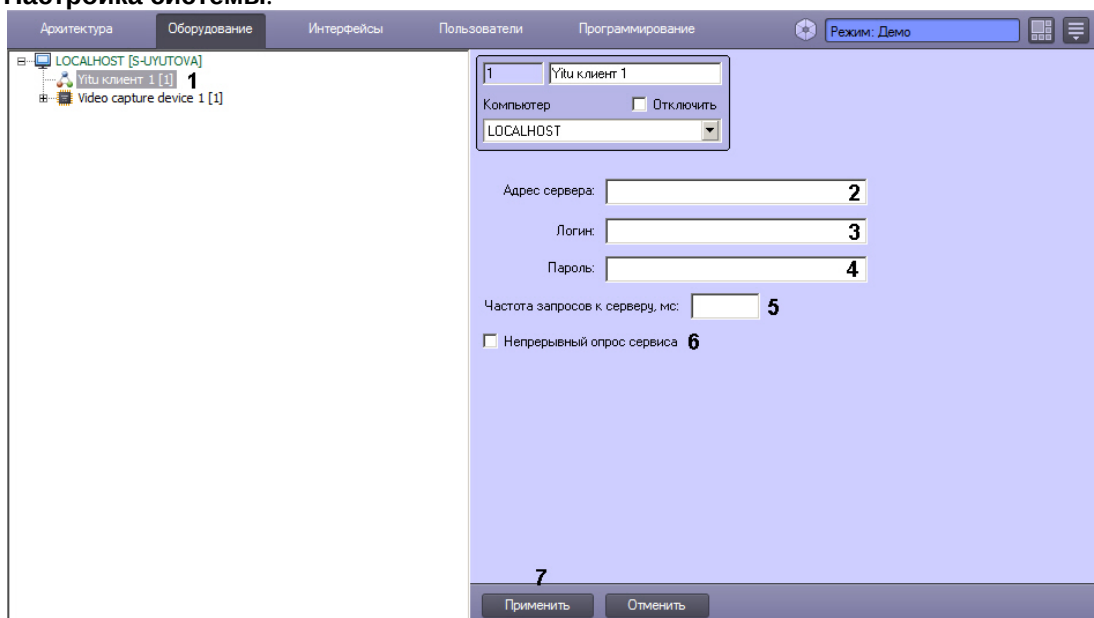 Настройка системы.
Архитектура Оборудование Интерфейсы Пользователи Программирование Режим: Демо
LOCALHOST [S-UYUTOVA]
Yitu клиент 1 [1] 1
Video capture device 1 [1]
1 Yitu клиент 1
Компьютер Отключить
LOCALHOST
Адрес сервера: 2
Логин: 3
Пароль: 4
Частота запросов к серверу, мс: 5
Непрерывный опрос сервиса 6
7
Применить Отменить